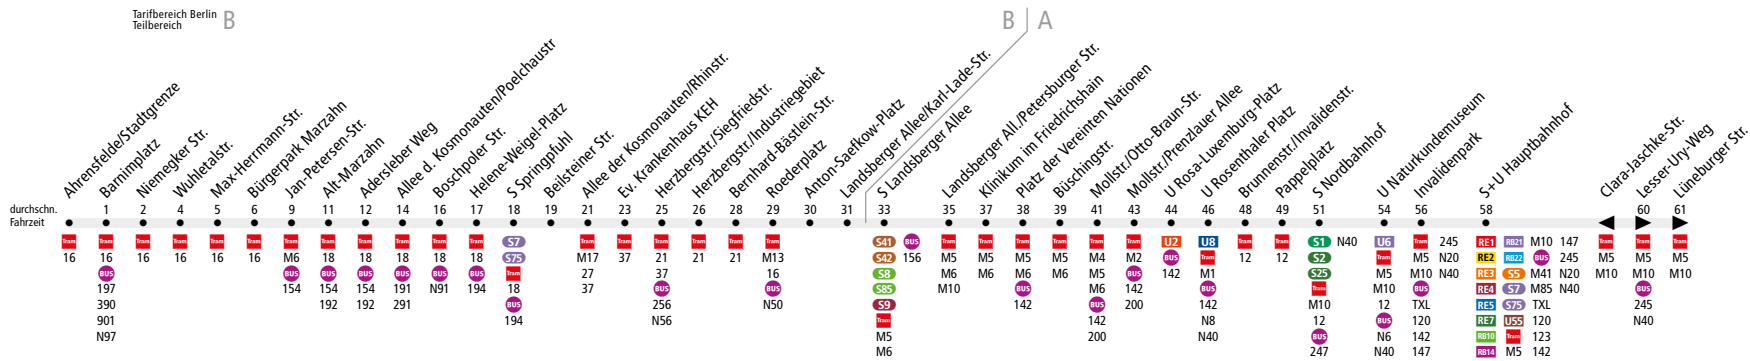 Tarifbereich Berlin B
Teilbereich
B A
Ahrensfelde/Stadtgrenze
Barnimplatz
Niemegker Str.
Wuhletalstr.
Max-Herrmann-Str.
Bürgerpark Marzahn
Jan-Petersen-Str.
Alt-Marzahn
Adersleber Weg
Allee d. Kosmonauten/Poelchaustr
Boschpoler Str.
Helene-Weigel-Platz
S Springpfuhl
Beilsteiner Str.
Allee der Kosmonauten/Rhinstr.
Ev. Krankenhaus KEH
Herzbergstr./Siegfriedstr.
Herzbergstr./Industriegebiet
Bernhard-Bästlein-Str.
Roederplatz
Anton-Saefkow-Platz
Landsberger Allee/Karl-Lade-Str.
S Landsberger Allee
Landsberger All./Petersburger Str.
Klinikum im Friedrichshain
Platz der Vereinten Nationen
Büschingstr.
Mollstr./Otto-Braun-Str.
Mollstr./Prenzlauer Allee
U Rosa-Luxemburg-Platz
U Rosenthaler Platz
Brunnenstr./Invalidenstr.
Pappelplatz
S Nordbahnhof
U Naturkundemuseum
Invalidenpark
S+U Hauptbahnhof
Clara-Jaschke-Str.
Lesser-Ury-Weg
Lüneburger Str.
durchschn. 1 2 4 5 6 9 11 12 14 16 17 18 19 21 23 25 26 28 29 30 31 33 35 37 38 39 41 43 44 46 48 49 51 54 56 58 60 61
Fahrzeit
Tram Tram Tram Tram Tram Tram Tram Tram Tram Tram Tram Tram S7 Tram Tram Tram Tram Tram Tram S41 BUS Tram Tram Tram Tram Tram Tram U2 U8 Tram Tram S1 N40 U6 Tram 245 RE1 RB21 M10 147 Tram Tram Tram
16 16 16 16 16 16 M6 18 18 18 18 18 S75 M17 37 21 21 21 M13 S42 156 M5 M5 M5 M5 M4 M2 Tram Tram 12 12 S2 Tram M5 N20 RE2 RB22 BUS 245 M5 M5 M5
BUS BUS BUS BUS BUS BUS BUS Tram 27 37 16 S8 M6 M6 M6 M6 M5 BUS BUS M1 S25 M5 M10 N40 RE3 S5 M41 N20 M10 M10 M10
197 154 154 154 191 N91 194 18 37 BUS BUS S85 M10 BUS M6 142 142 BUS Tram M10 BUS RE4 S7 M85 N40 BUS
390 192 192 291 BUS 256 N50 S9 142 BUS 200 142 M10 12 TXL RE5 S75 TXL 245
901 194 N56 Tram 142 N8 12 BUS 120 RE7 U55 120 N40
N97 M5 200 N40 BUS N6 142 RB10 Tram 123
M6 247 N40 147 RB14 M5 142